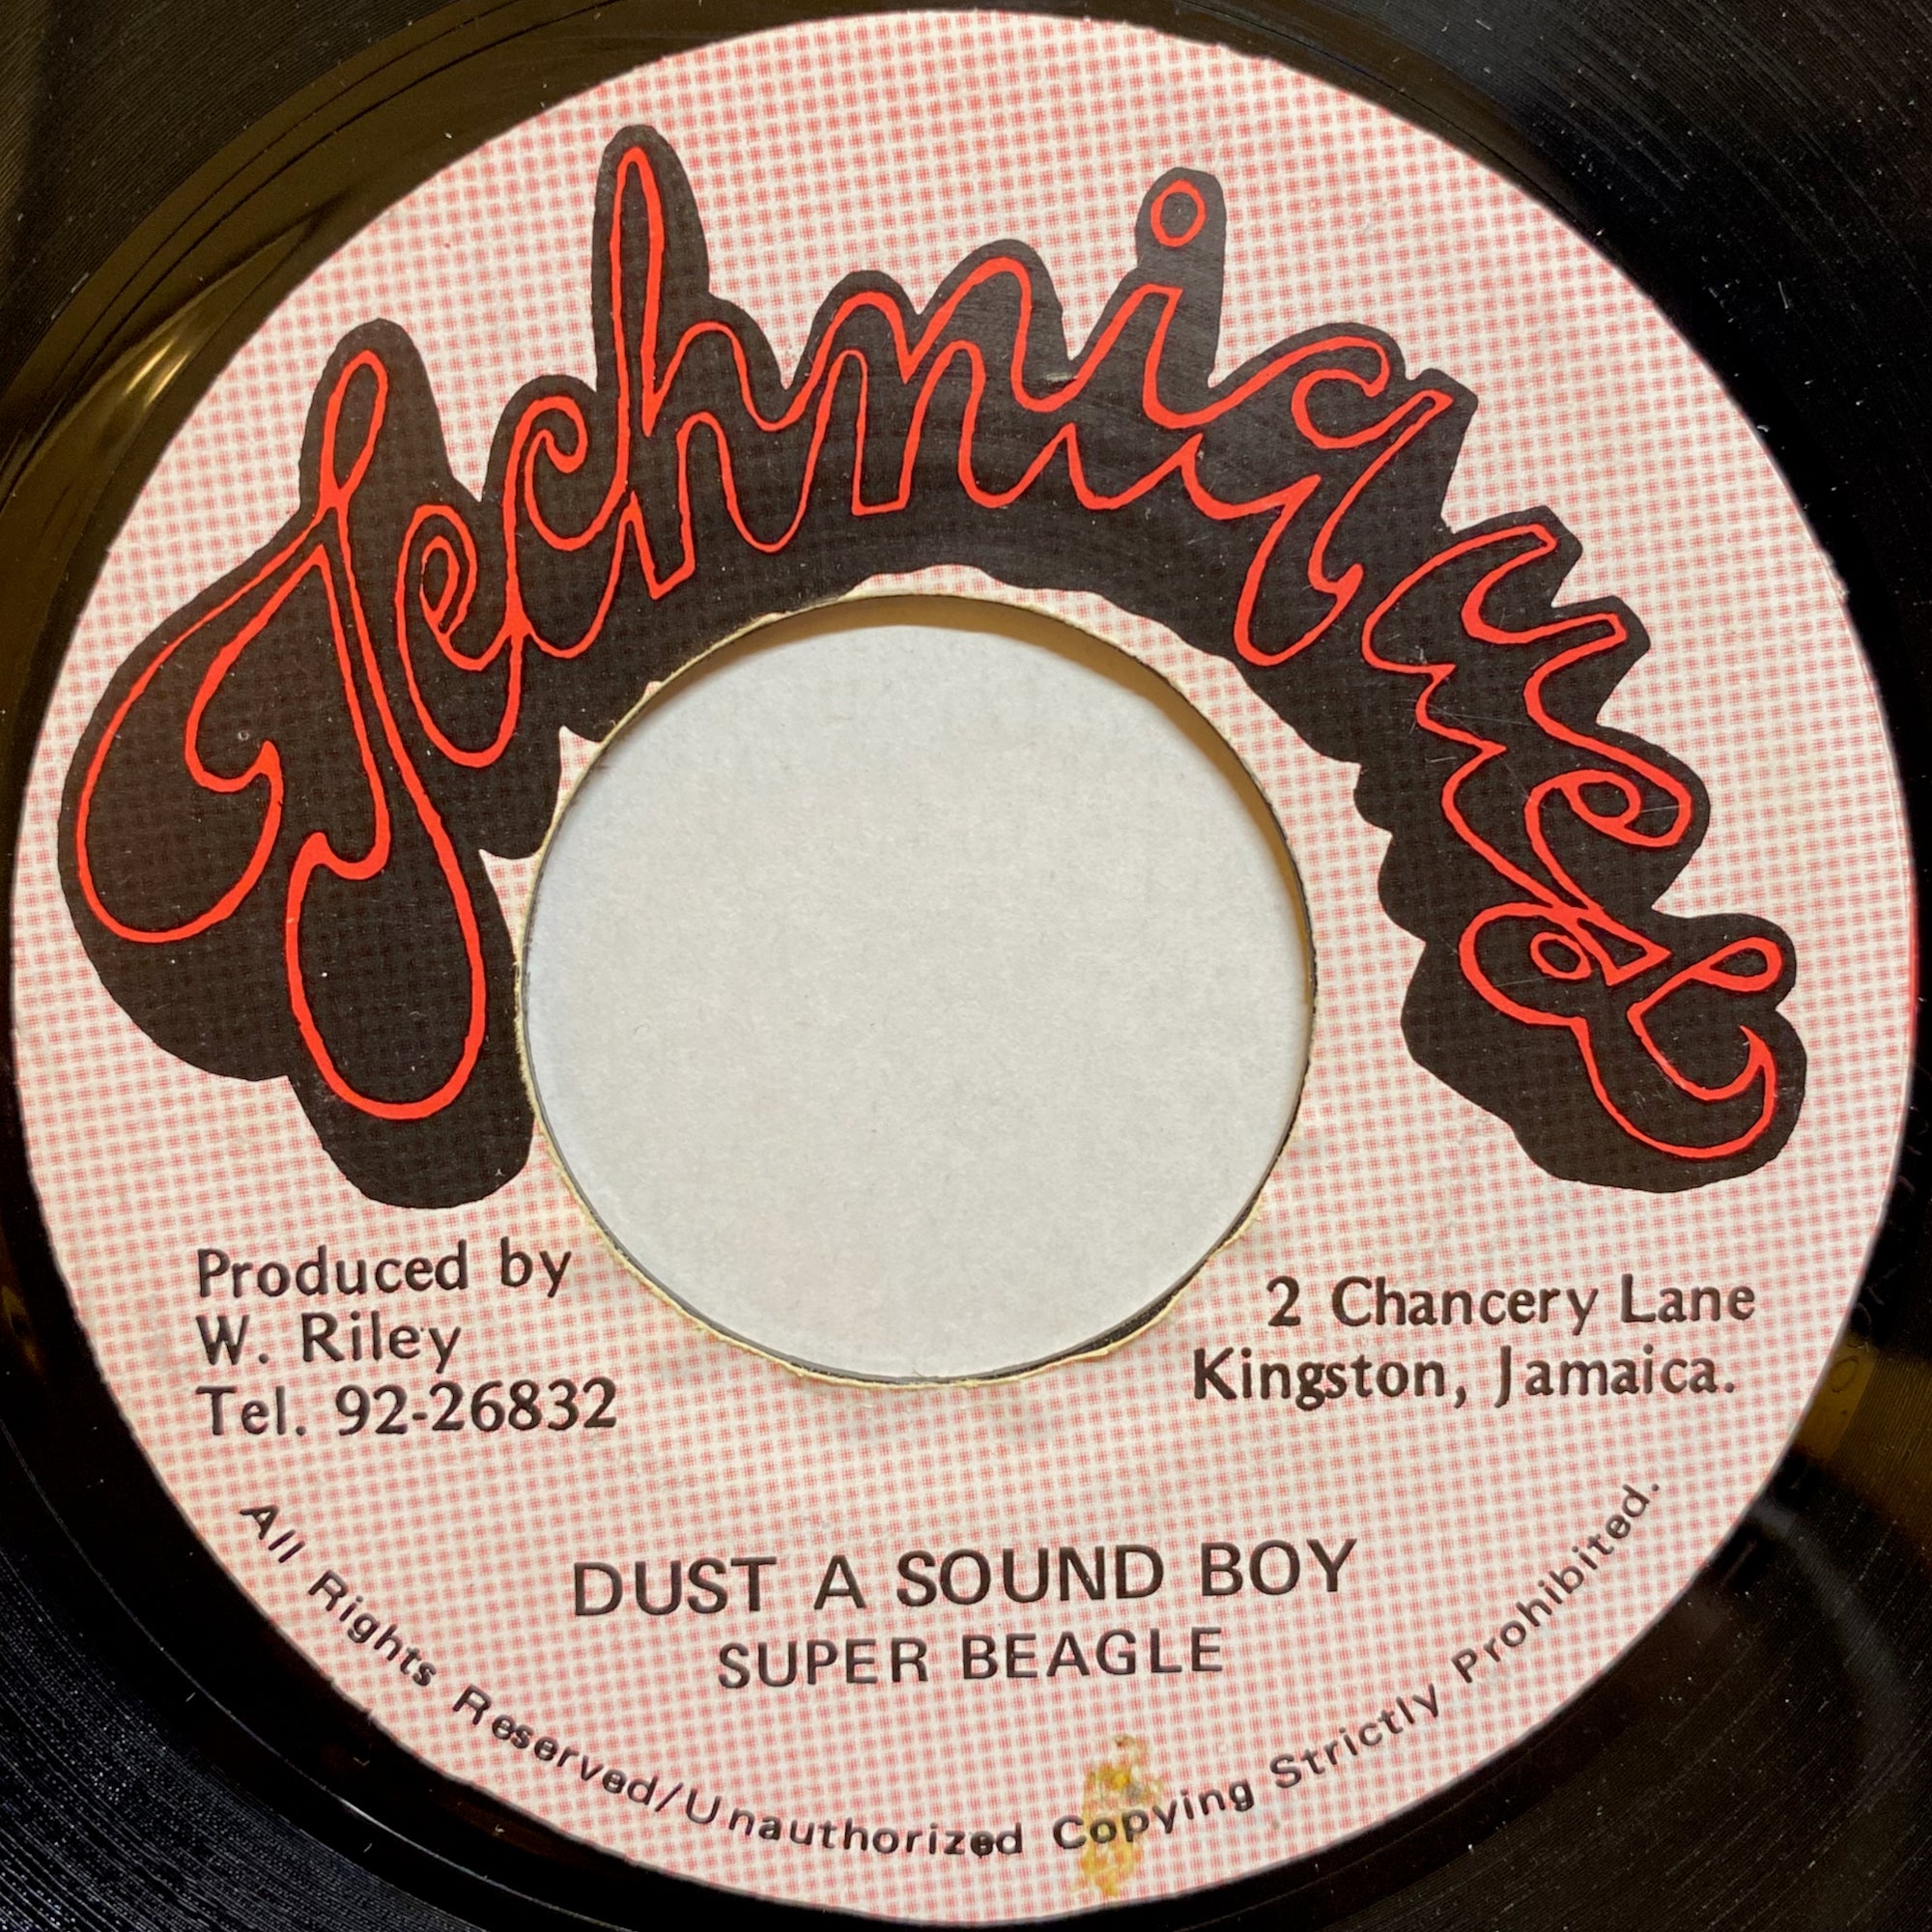 Techniques
Produced by
W. Riley
Tel. 92-26832
2 Chancery Lane
Kingston, Jamaica.
DUST A SOUND BOY
SUPER BEAGLE
All Rights Reserved/Unauthorized Copying Strictly Prohibited.